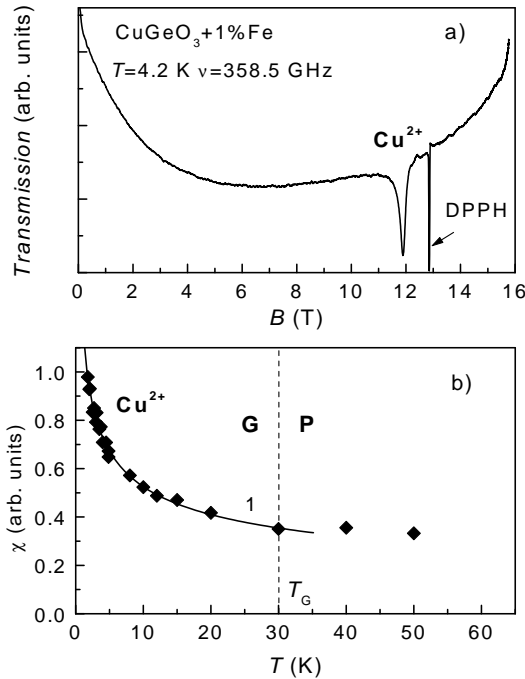 CuGeO₃+1%Fe
a)
T=4.2 K ν=358.5 GHz
Cu²⁺
DPPH
Transmission (arb. units)
0 2 4 6 8 10 12 14 16
B (T)
b)
1.0
Cu²⁺
0.8
G P
0.6
1
0.4
0.2
T_G
0.0
χ (arb. units)
0 10 20 30 40 50 60
T (K)